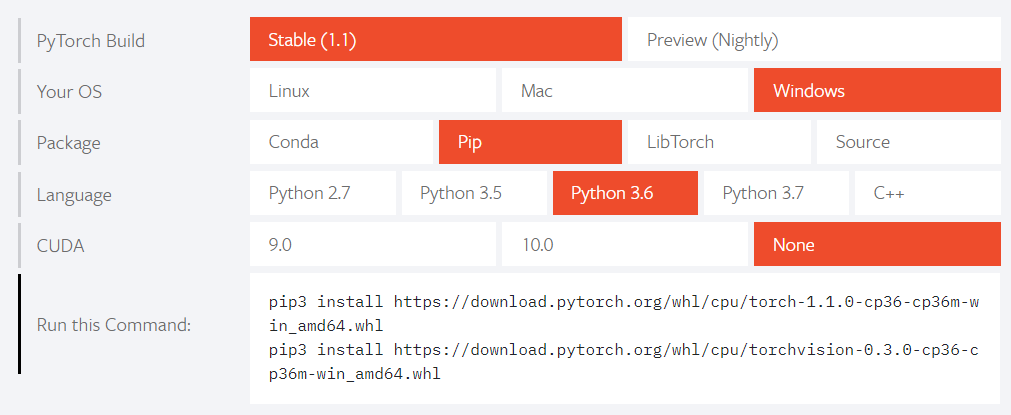 PyTorch Build Stable (1.1) Preview (Nightly)
Your OS Linux Mac Windows
Package Conda Pip LibTorch Source
Language Python 2.7 Python 3.5 Python 3.6 Python 3.7 C++
CUDA 9.0 10.0 None
Run this Command:
pip3 install https://download.pytorch.org/whl/cpu/torch-1.1.0-cp36-cp36m-w
in_amd64.whl
pip3 install https://download.pytorch.org/whl/cpu/torchvision-0.3.0-cp36-c
p36m-win_amd64.whl